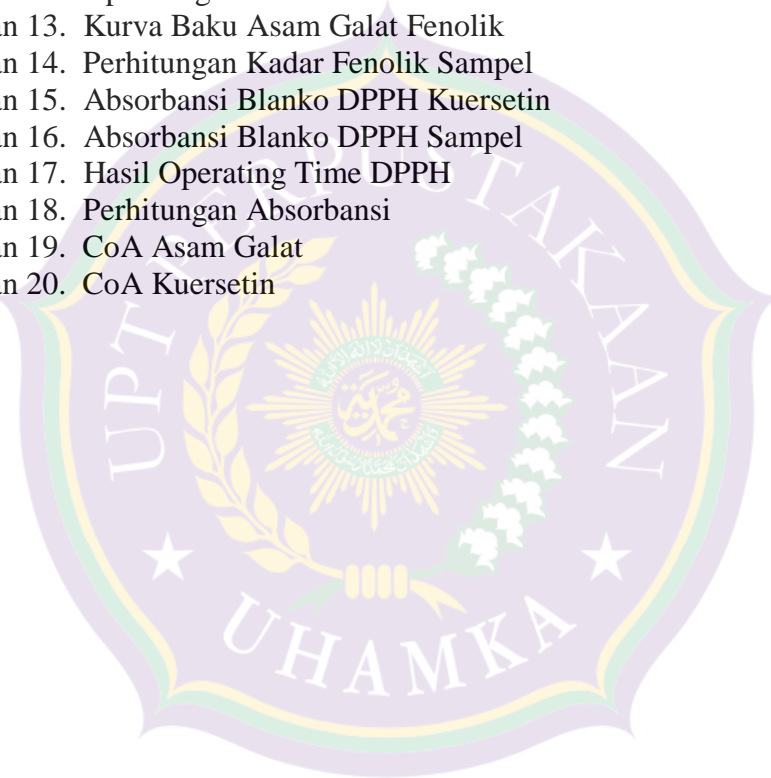 an 13. Kurva Baku Asam Galat Fenolik
an 14. Perhitungan Kadar Fenolik Sampel
an 15. Absorbansi Blanko DPPH Kuersetin
an 16. Absorbansi Blanko DPPH Sampel
an 17. Hasil Operating Time DPPH
an 18. Perhitungan Absorbansi
an 19. CoA Asam Galat
an 20. CoA Kuersetin
UPT PERPUSTAKAAN
UHAMKA